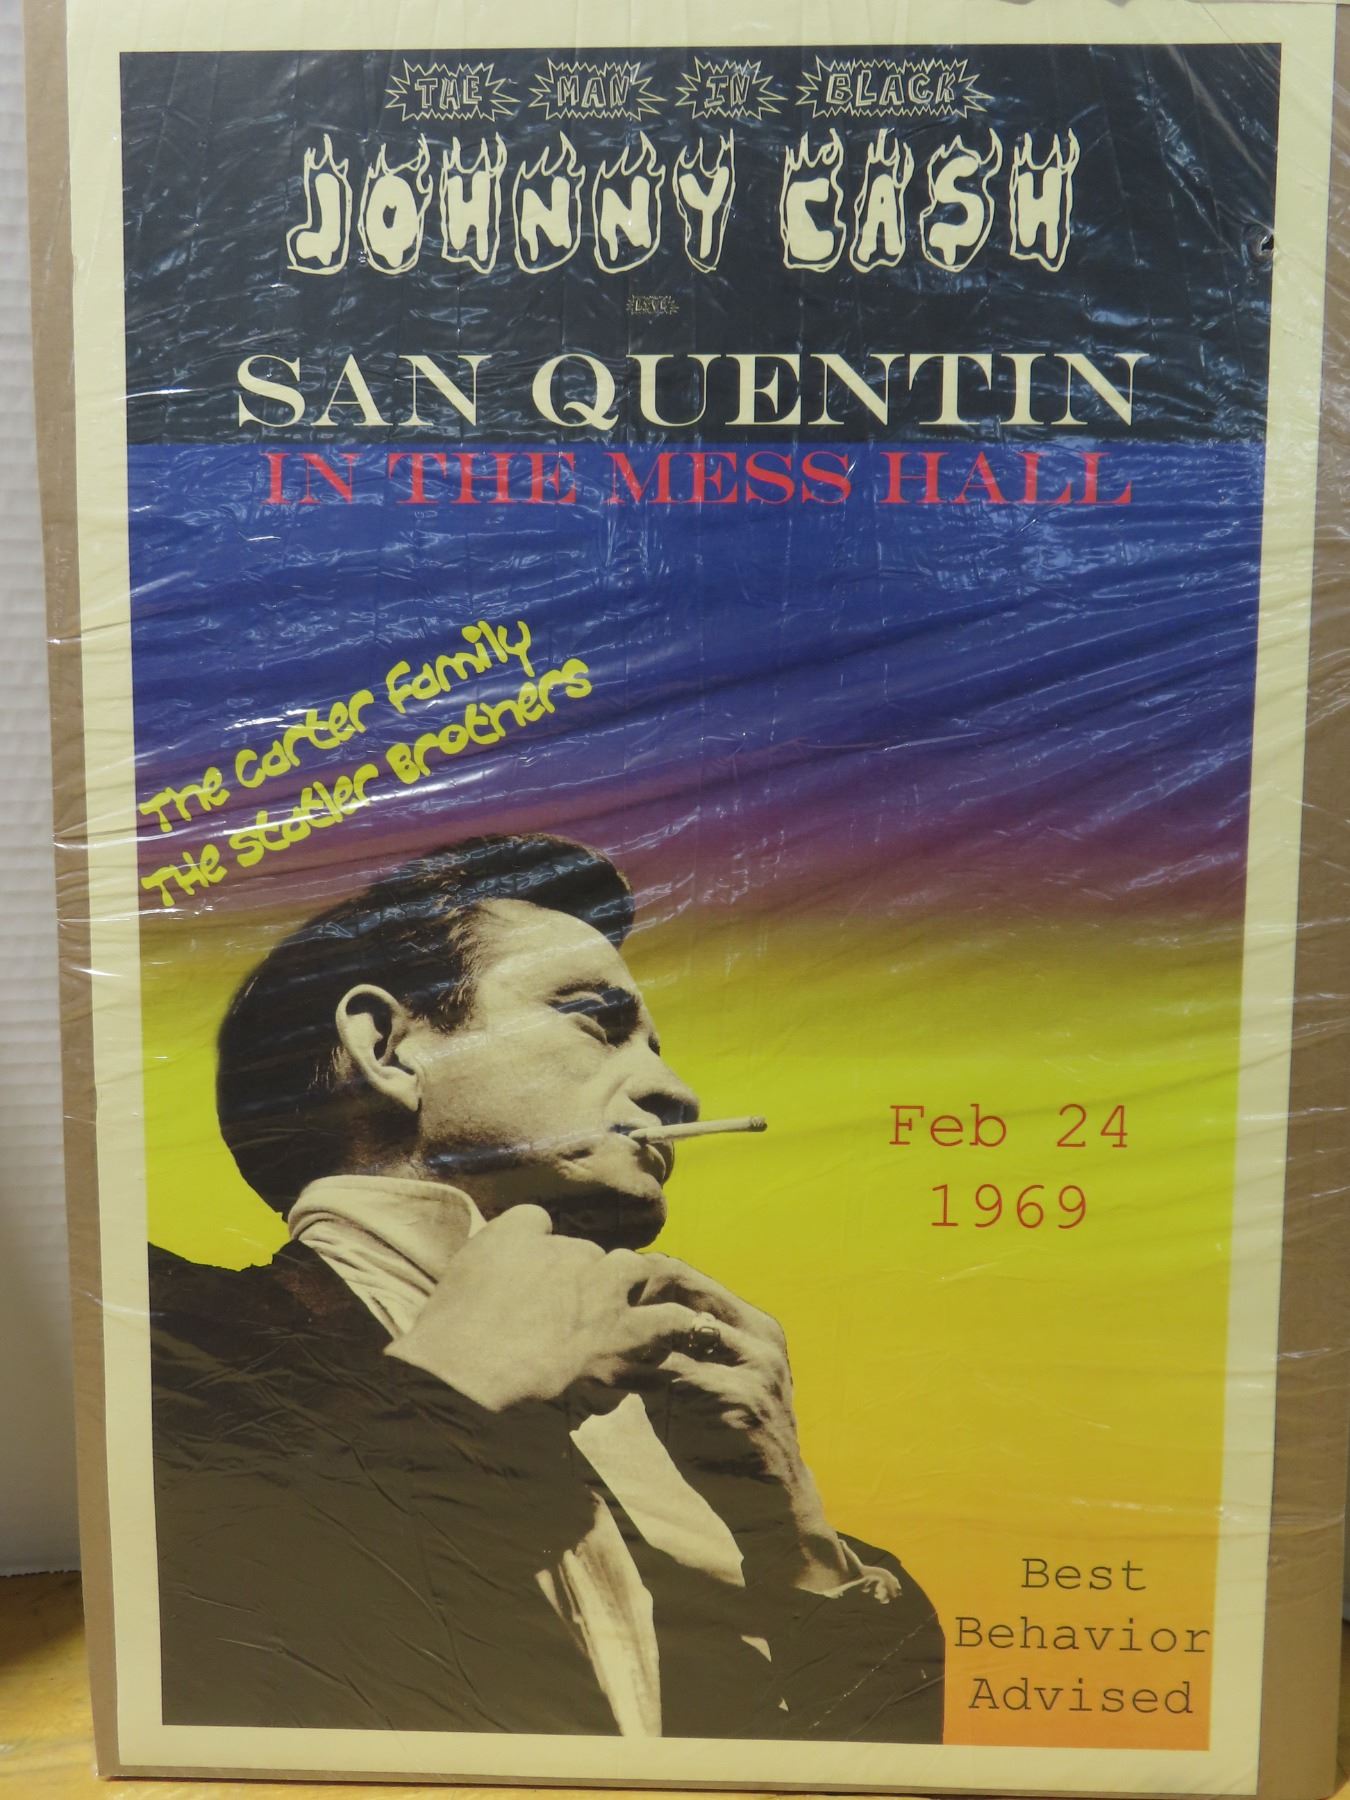 THE MAN IN BLACK
JOHNNY CASH
LIVE
SAN QUENTIN
IN THE MESS HALL
The Carter Family
THe Statler Brothers
Feb 24
1969
Best
Behavior
Advised